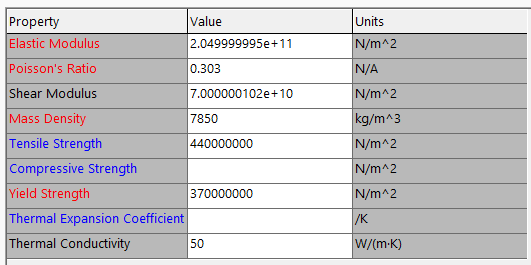 Property Value Units
Elastic Modulus 2.049999995e+11 N/m^2
Poisson's Ratio 0.303 N/A
Shear Modulus 7.000000102e+10 N/m^2
Mass Density 7850 kg/m^3
Tensile Strength 440000000 N/m^2
Compressive Strength N/m^2
Yield Strength 370000000 N/m^2
Thermal Expansion Coefficient /K
Thermal Conductivity 50 W/(m·K)